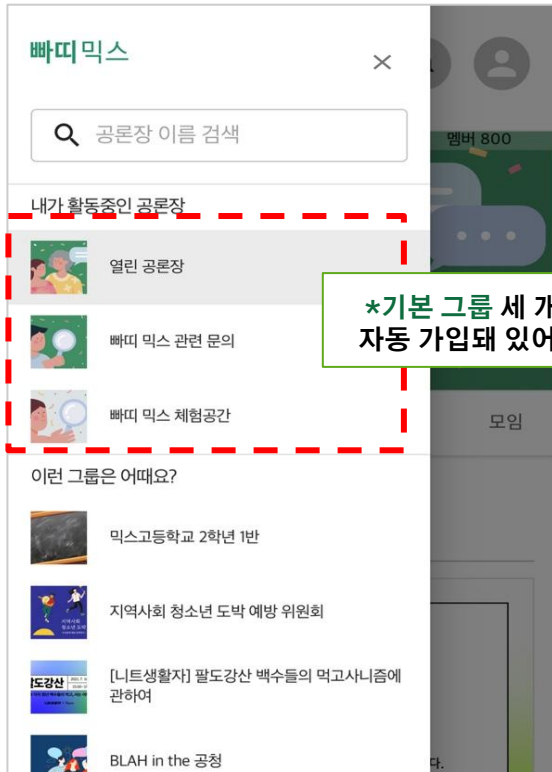 빠띠믹스
공론장 이름 검색
멤버 800
내가 활동중인 공론장
열린 공론장
*기본 그룹 세 개
자동 가입돼 있어
빠띠 믹스 관련 문의
빠띠 믹스 체험공간
모임
이런 그룹은 어때요?
믹스고등학교 2학년 1반
지역사회 청소년 도박 예방 위원회
[니트생활자] 팔도강산 백수들의 먹고사니즘에
관하여
BLAH in the 공청
다.